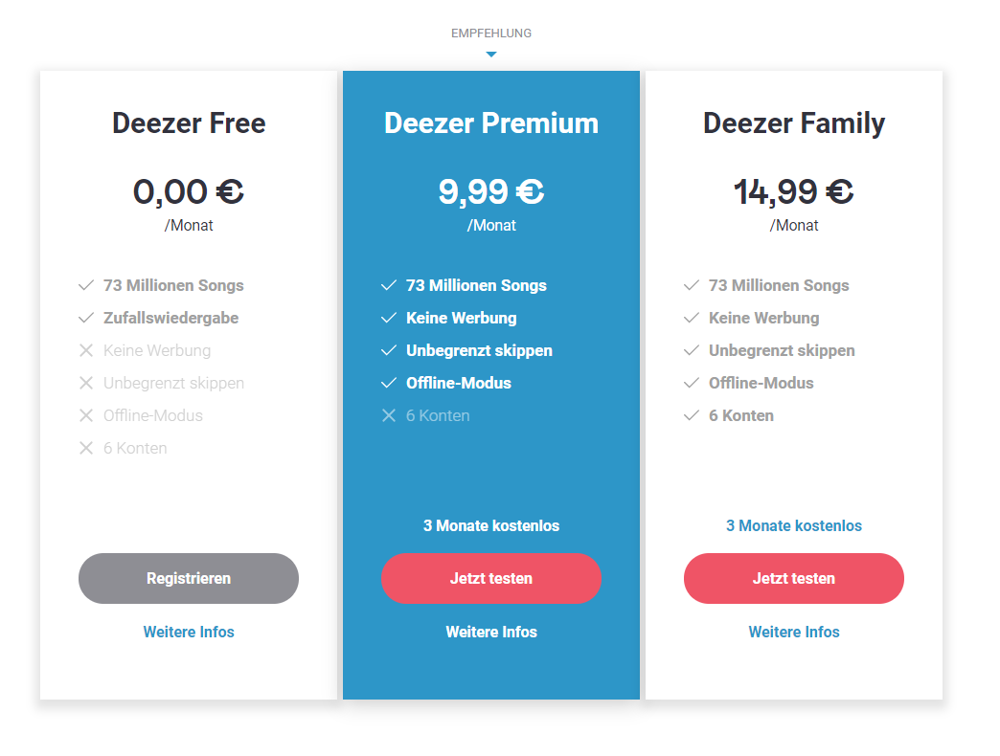 EMPFEHLUNG
Deezer Free
0,00 €
/Monat
73 Millionen Songs
Zufallswiedergabe
Keine Werbung
Unbegrenzt skippen
Offline-Modus
6 Konten
Registrieren
Weitere Infos
Deezer Premium
9,99 €
/Monat
73 Millionen Songs
Keine Werbung
Unbegrenzt skippen
Offline-Modus
6 Konten
3 Monate kostenlos
Jetzt testen
Weitere Infos
Deezer Family
14,99 €
/Monat
73 Millionen Songs
Keine Werbung
Unbegrenzt skippen
Offline-Modus
6 Konten
3 Monate kostenlos
Jetzt testen
Weitere Infos